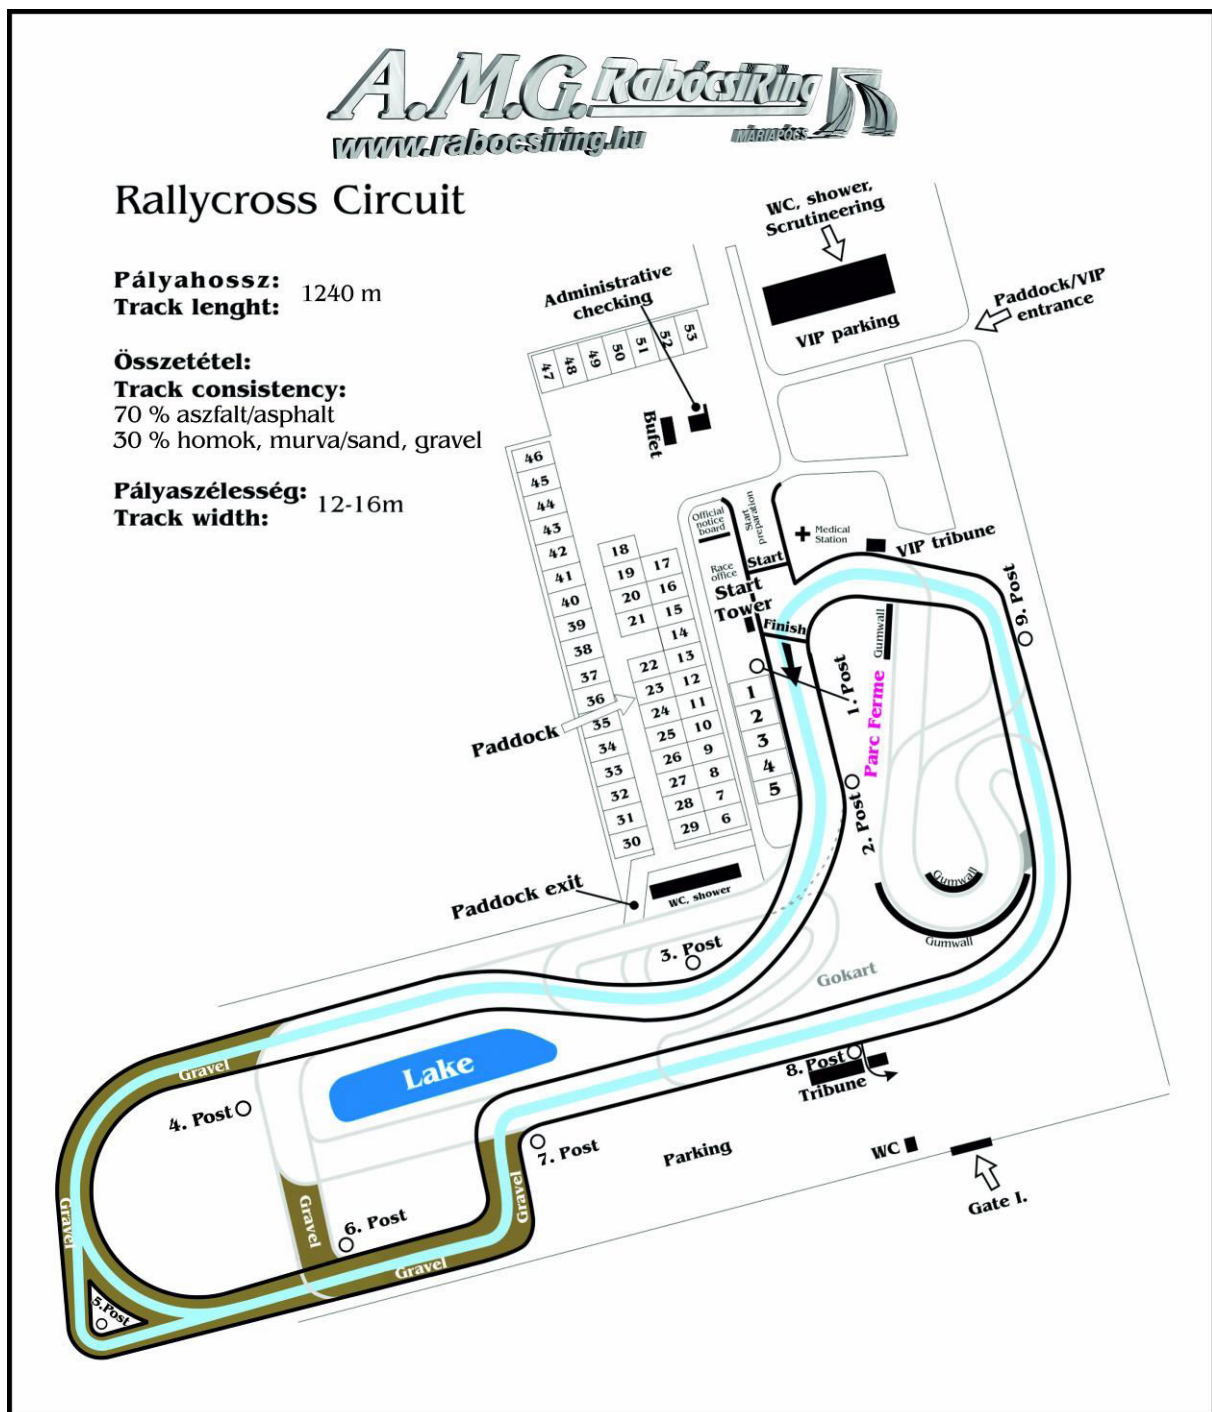 A.M.G. RabócsiRing
www.rabocsiring.hu
MÁRIAPÓCS
Rallycross Circuit
Pályahossz:
Track lenght:
1240 m
Összetétel:
Track consistency:
70 % aszfalt/asphalt
30 % homok, murva/sand, gravel
Pályaszélesség:
Track width:
12-16m
WC, shower,
Scrutineering
VIP parking
Paddock/VIP
entrance
Administrative
checking
47
48
49
50
51
52
53
Bufet
46
45
44
43
42
41
40
39
38
37
36
35
34
33
32
31
30
18
19
20
21
22
23
24
25
26
27
28
29
17
16
15
14
13
12
11
10
9
8
7
6
Official
notice
board
Start
preparation
Medical
Station
Start
Race
office
Start
Tower
Finish
VIP tribune
9. Post
1. Post
Gumwall
Parc Ferme
2. Post
1
2
3
4
5
Paddock
Paddock exit
WC, shower
Gumwall
Gumwall
3. Post
Gokart
Lake
Gravel
4. Post
8. Post
Tribune
7. Post
Parking
WC
Gate I.
Gravel
Gravel
Gravel
6. Post
Gravel
5.Post